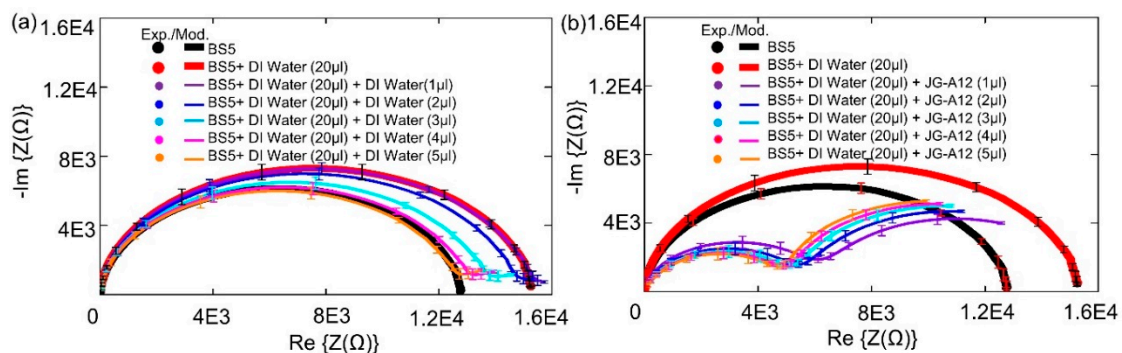 (a)
1.6E4
1.2E4
8E3
4E3
-Im {Z(Ω)}
Exp./Mod.
BS5
BS5+ DI Water (20µl)
BS5+ DI Water (20µl) + DI Water(1µl)
BS5+ DI Water (20µl) + DI Water (2µl)
BS5+ DI Water (20µl) + DI Water (3µl)
BS5+ DI Water (20µl) + DI Water (4µl)
BS5+ DI Water (20µl) + DI Water (5µl)
0 4E3 8E3 1.2E4 1.6E4
Re {Z(Ω)}
(b)
1.6E4
1.2E4
8E3
4E3
-Im {Z(Ω)}
Exp./Mod.
BS5
BS5+ DI Water (20µl)
BS5+ DI Water (20µl) + JG-A12 (1µl)
BS5+ DI Water (20µl) + JG-A12 (2µl)
BS5+ DI Water (20µl) + JG-A12 (3µl)
BS5+ DI Water (20µl) + JG-A12 (4µl)
BS5+ DI Water (20µl) + JG-A12 (5µl)
0 4E3 8E3 1.2E4 1.6E4
Re {Z(Ω)}